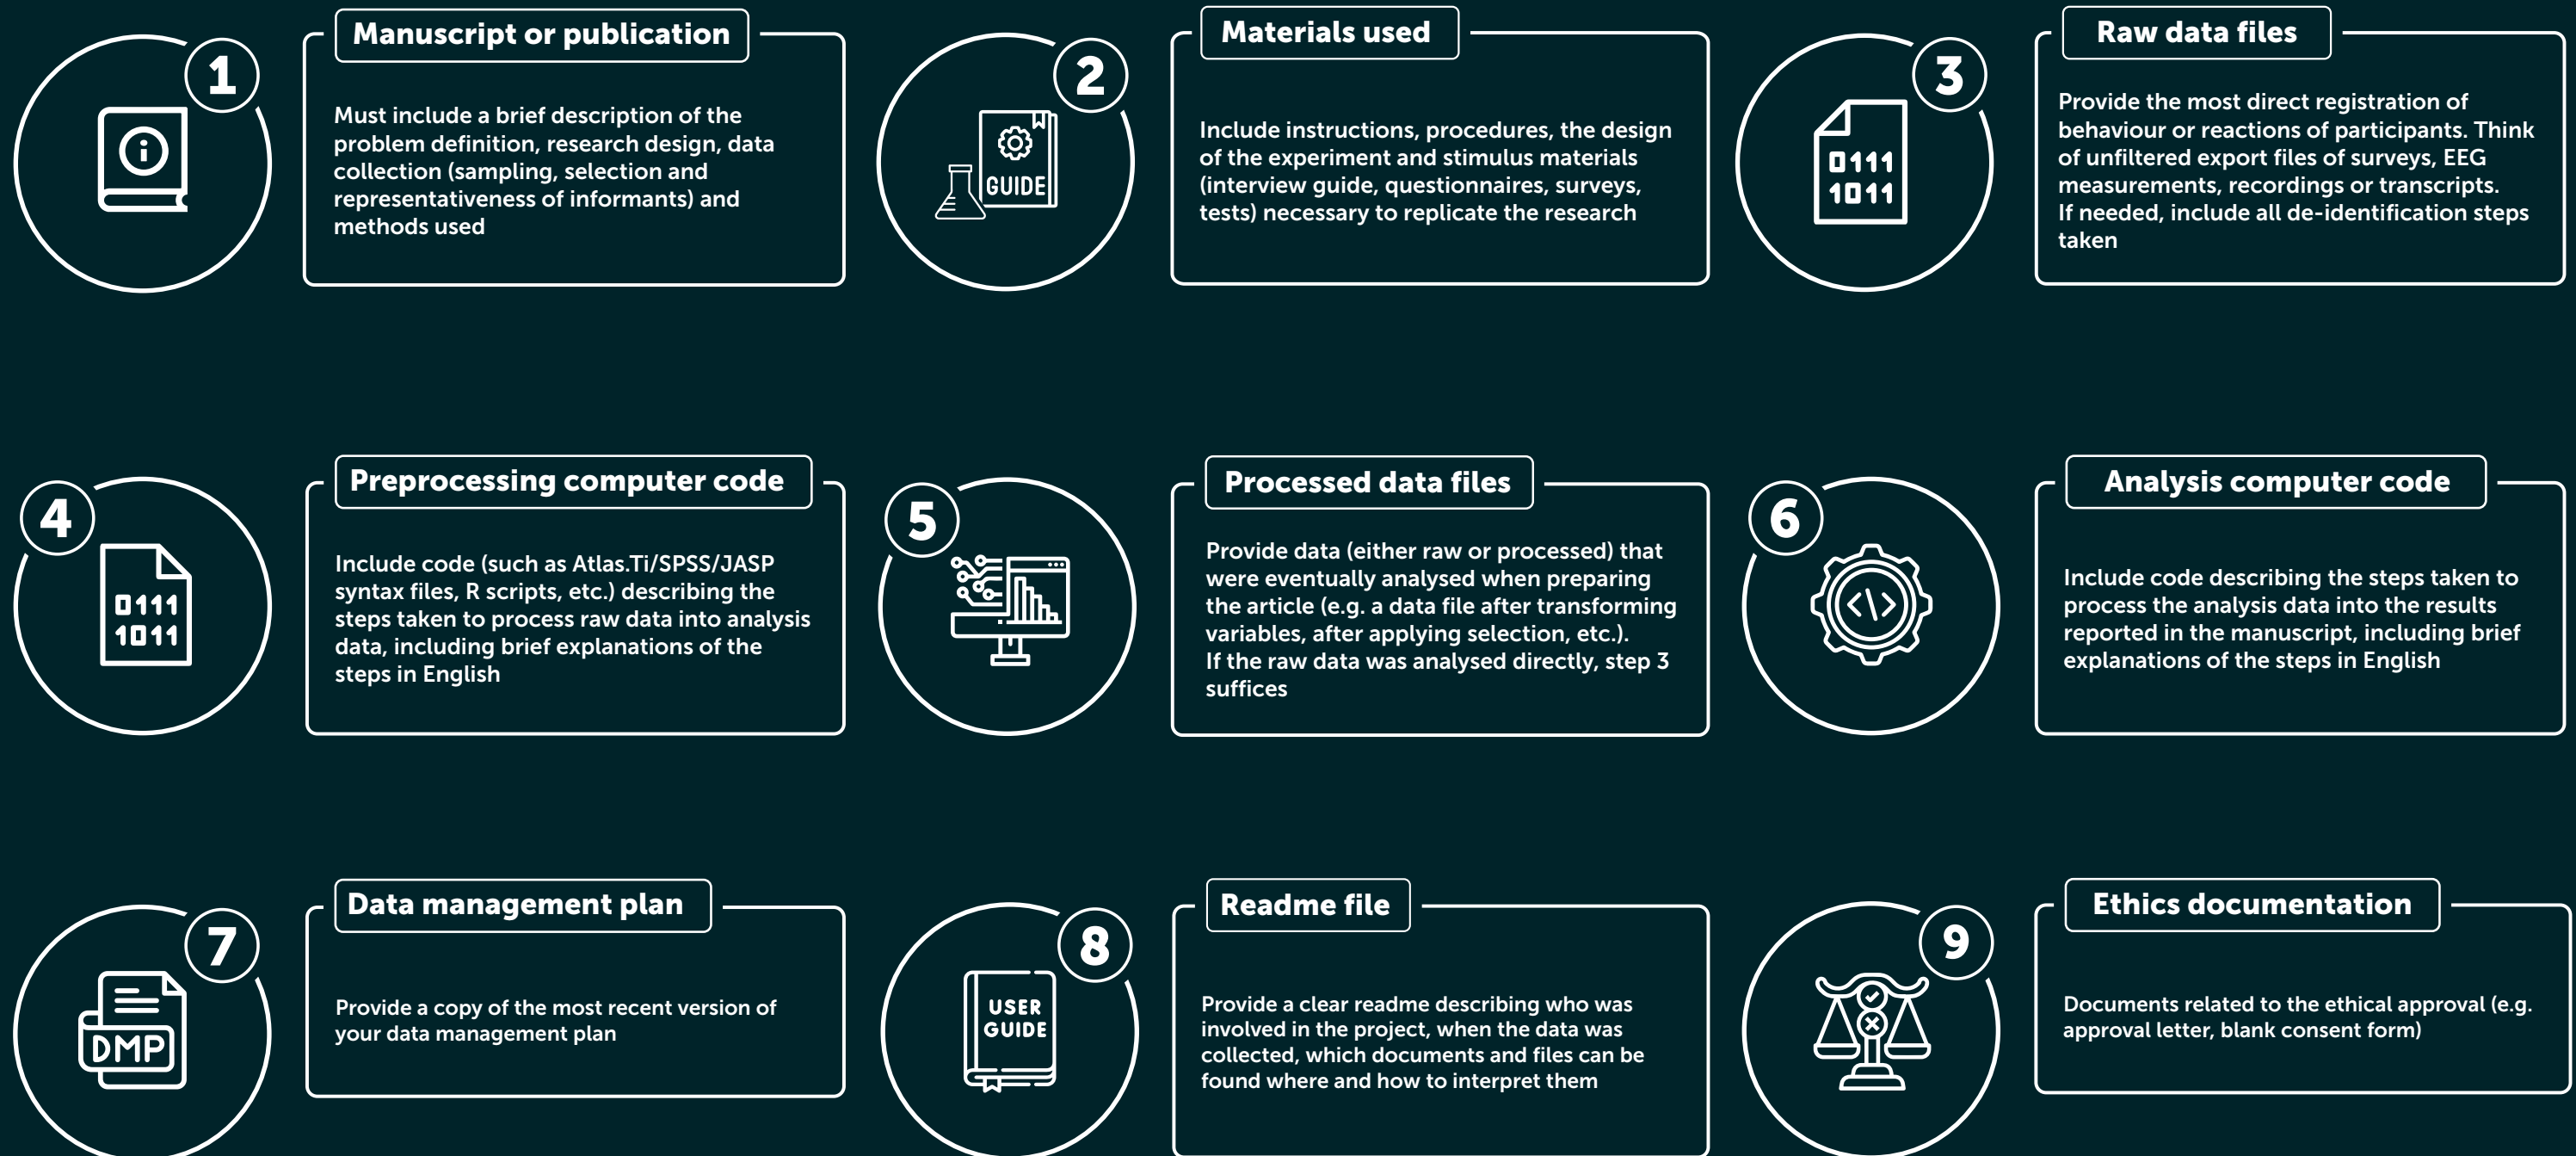 1
Manuscript or publication
Must include a brief description of the
problem definition, research design, data
collection (sampling, selection and
representativeness of informants) and
methods used
2
GUIDE
Materials used
Include instructions, procedures, the design
of the experiment and stimulus materials
(interview guide, questionnaires, surveys,
tests) necessary to replicate the research
3
0111
1011
Raw data files
Provide the most direct registration of
behaviour or reactions of participants. Think
of unfiltered export files of surveys, EEG
measurements, recordings or transcripts.
If needed, include all de-identification steps
taken
4
0111
1011
Preprocessing computer code
Include code (such as Atlas.Ti/SPSS/JASP
syntax files, R scripts, etc.) describing the
steps taken to process raw data into analysis
data, including brief explanations of the
steps in English
5
Processed data files
Provide data (either raw or processed) that
were eventually analysed when preparing
the article (e.g. a data file after transforming
variables, after applying selection, etc.).
If the raw data was analysed directly, step 3
suffices
6
</>
Analysis computer code
Include code describing the steps taken to
process the analysis data into the results
reported in the manuscript, including brief
explanations of the steps in English
7
DMP
Data management plan
Provide a copy of the most recent version of
your data management plan
8
USER
GUIDE
Readme file
Provide a clear readme describing who was
involved in the project, when the data was
collected, which documents and files can be
found where and how to interpret them
9
Ethics documentation
Documents related to the ethical approval (e.g.
approval letter, blank consent form)